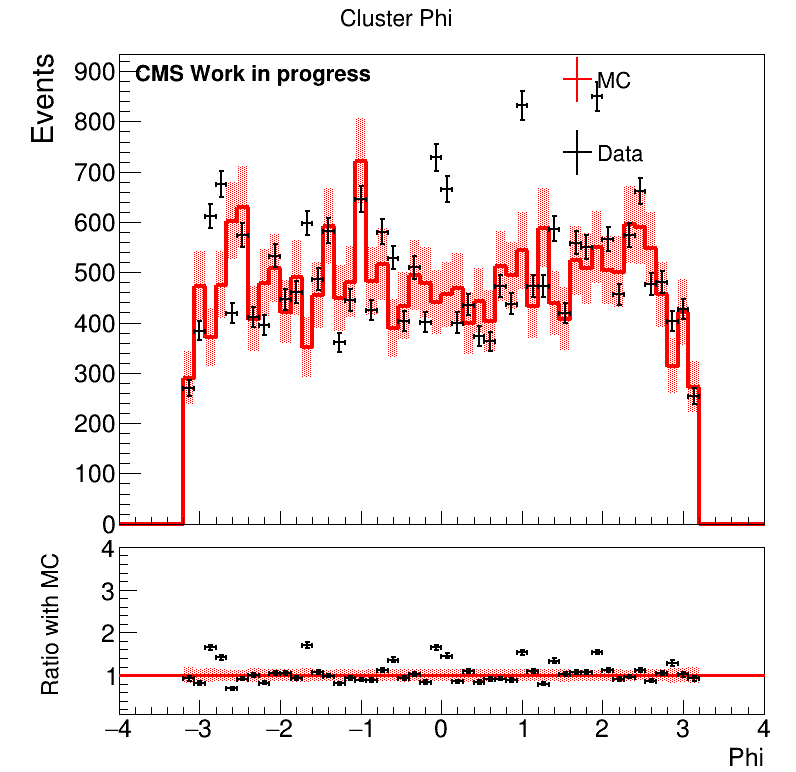 Cluster Phi
Events
CMS Work in progress
MC
Data
900
800
700
600
500
400
300
200
100
0
Ratio with MC
4
3
2
1
−4 −3 −2 −1 0 1 2 3 4
Phi